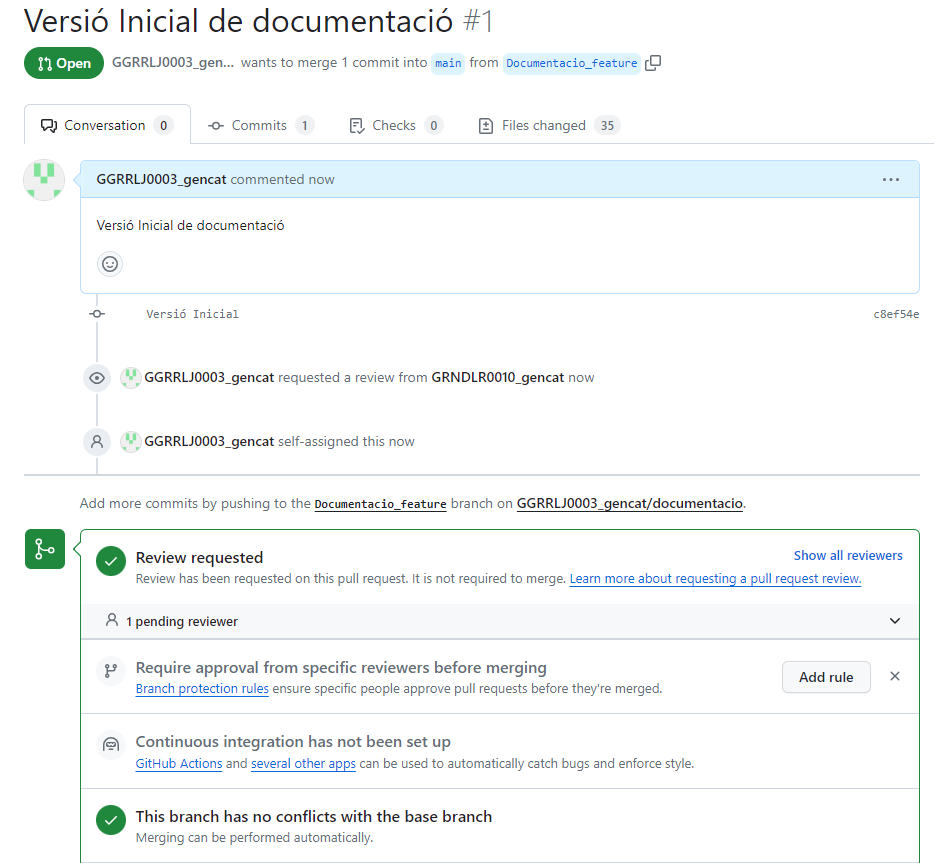 Versió Inicial de documentació #1
Open GGRRLJ0003_gen... wants to merge 1 commit into main from Documentacio_feature
Conversation 0 Commits 1 Checks 0 Files changed 35
GGRRLJ0003_gencat commented now
Versió Inicial de documentació
Versió Inicial c8ef54e
GGRRLJ0003_gencat requested a review from GRNDLR0010_gencat now
GGRRLJ0003_gencat self-assigned this now
Add more commits by pushing to the Documentacio_feature branch on GGRRLJ0003_gencat/documentacio.
Review requested Show all reviewers
Review has been requested on this pull request. It is not required to merge. Learn more about requesting a pull request review.
1 pending reviewer
Require approval from specific reviewers before merging
Branch protection rules ensure specific people approve pull requests before they're merged. Add rule
Continuous integration has not been set up
GitHub Actions and several other apps can be used to automatically catch bugs and enforce style.
This branch has no conflicts with the base branch
Merging can be performed automatically.